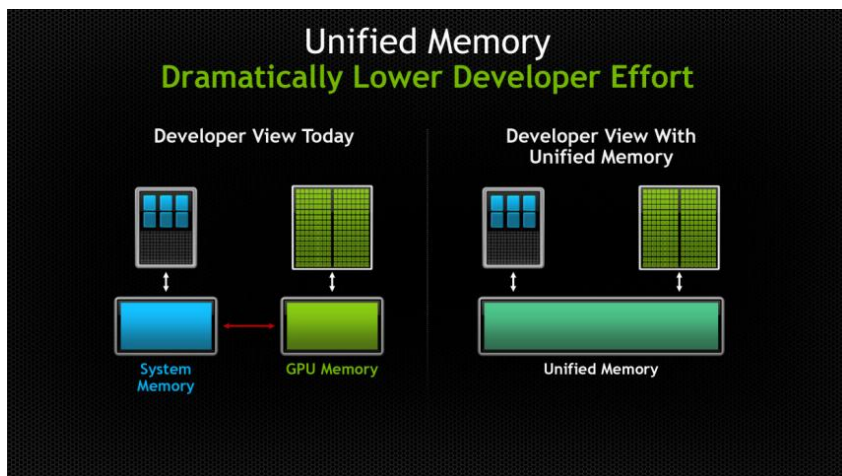 Unified Memory
Dramatically Lower Developer Effort
Developer View Today
System
Memory
GPU Memory
Developer View With
Unified Memory
Unified Memory